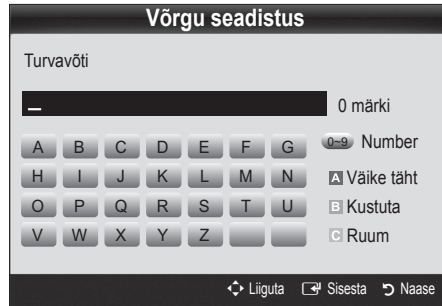 Võrgu seadistus
Turvavõti
_
0 märki
A B C D E F G
0~9 Number
H I J K L M N
A Väike täht
O P Q R S T U
B Kustuta
V W X Y Z
C Ruum
Liiguta Sisesta Naase